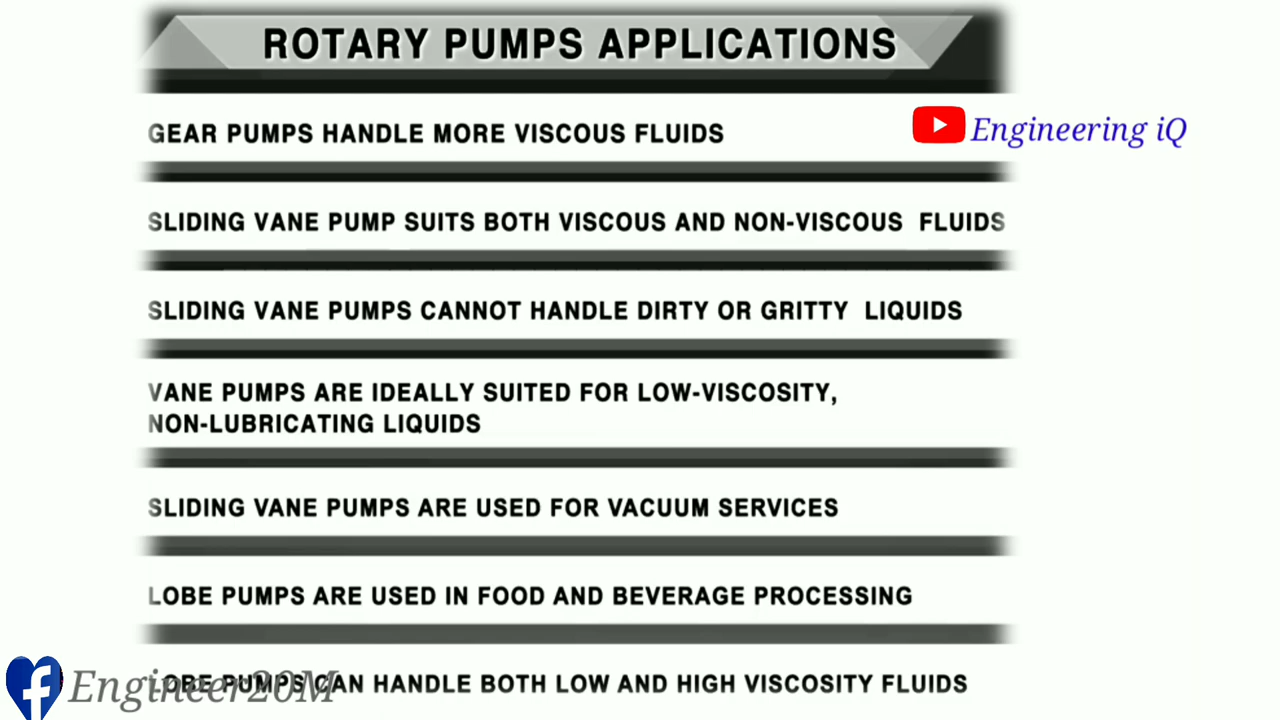 ROTARY PUMPS APPLICATIONS
GEAR PUMPS HANDLE MORE VISCOUS FLUIDS
Engineering iQ
SLIDING VANE PUMP SUITS BOTH VISCOUS AND NON-VISCOUS FLUIDS
SLIDING VANE PUMPS CANNOT HANDLE DIRTY OR GRITTY LIQUIDS
VANE PUMPS ARE IDEALLY SUITED FOR LOW-VISCOSITY,
NON-LUBRICATING LIQUIDS
SLIDING VANE PUMPS ARE USED FOR VACUUM SERVICES
LOBE PUMPS ARE USED IN FOOD AND BEVERAGE PROCESSING
LOBE PUMPS CAN HANDLE BOTH LOW AND HIGH VISCOSITY FLUIDS
Engineer20M